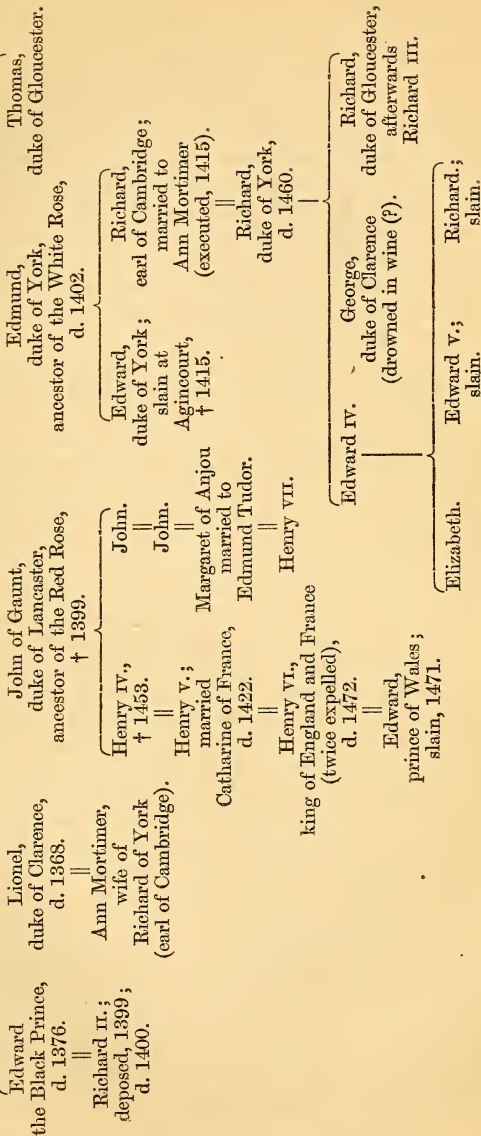 Edward
the Black Prince,
d. 1376.
Richard II.;
deposed, 1399;
d. 1400.
Lionel,
duke of Clarence,
d. 1368.
Ann Mortimer,
wife of
Richard of York
(earl of Cambridge).
John of Gaunt,
duke of Lancaster,
ancestor of the Red Rose,
† 1399.
Henry IV.,
† 1453.
Henry V.;
married
Catharine of France,
d. 1422.
Henry VI.,
king of England and France
(twice expelled),
d. 1472.
Edward,
prince of Wales;
slain, 1471.
John.
John.
Margaret of Anjou
married to
Edmund Tudor.
Henry VII.
Edmund,
duke of York,
ancestor of the White Rose,
d. 1402.
Edward,
duke of York;
slain at
Agincourt,
† 1415.
Richard,
earl of Cambridge;
married to
Ann Mortimer
(executed, 1415).
Richard,
duke of York,
d. 1460.
Edward IV.
George,
duke of Clarence
(drowned in wine (?).
Richard,
duke of Gloucester,
afterwards
Richard III.
Elizabeth.
Edward V.;
slain.
Richard.;
slain.
Thomas,
duke of Gloucester.